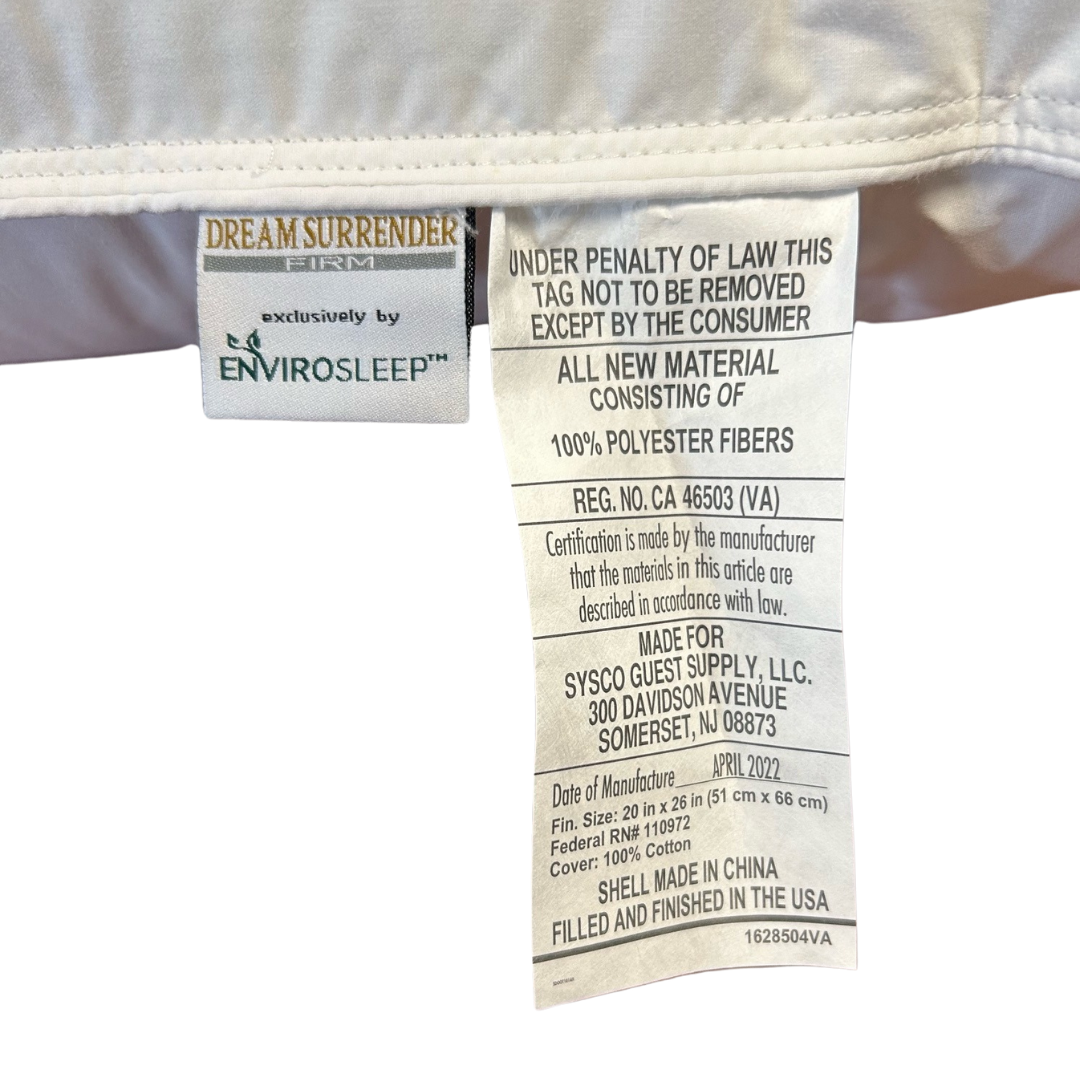 DREAM SURRENDER
FIRM
exclusively by
ENVIROSLEEP™
UNDER PENALTY OF LAW THIS
TAG NOT TO BE REMOVED
EXCEPT BY THE CONSUMER
ALL NEW MATERIAL
CONSISTING OF
100% POLYESTER FIBERS
REG. NO. CA 46503 (VA)
Certification is made by the manufacturer
that the materials in this article are
described in accordance with law.
MADE FOR
SYSCO GUEST SUPPLY, LLC.
300 DAVIDSON AVENUE
SOMERSET, NJ 08873
Date of Manufacture APRIL 2022
Fin. Size: 20 in x 26 in (51 cm x 66 cm)
Federal RN# 110972
Cover: 100% Cotton
SHELL MADE IN CHINA
FILLED AND FINISHED IN THE USA
1628504VA